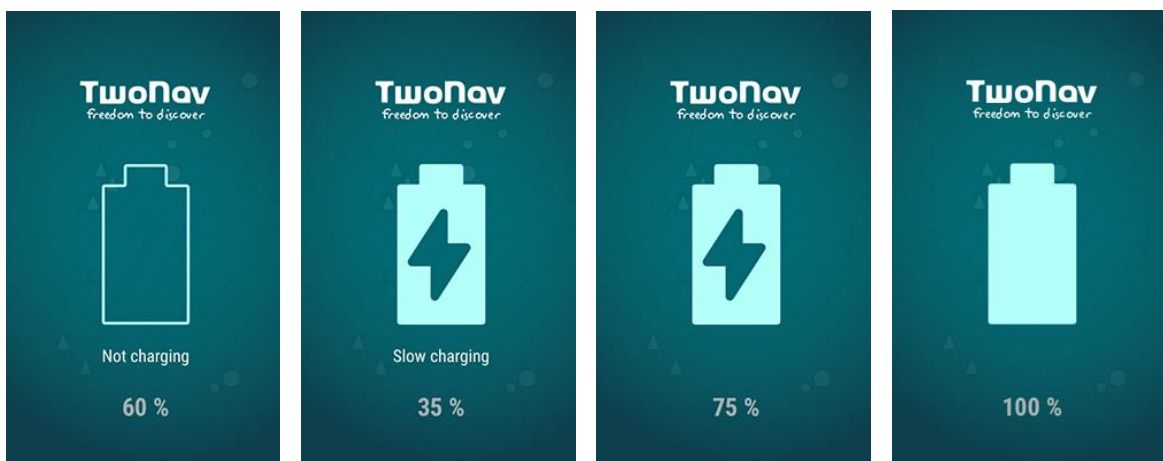 TwoNav
freedom to discover
Not charging
60 %
TwoNav
freedom to discover
Slow charging
35 %
TwoNav
freedom to discover
75 %
TwoNav
freedom to discover
100 %